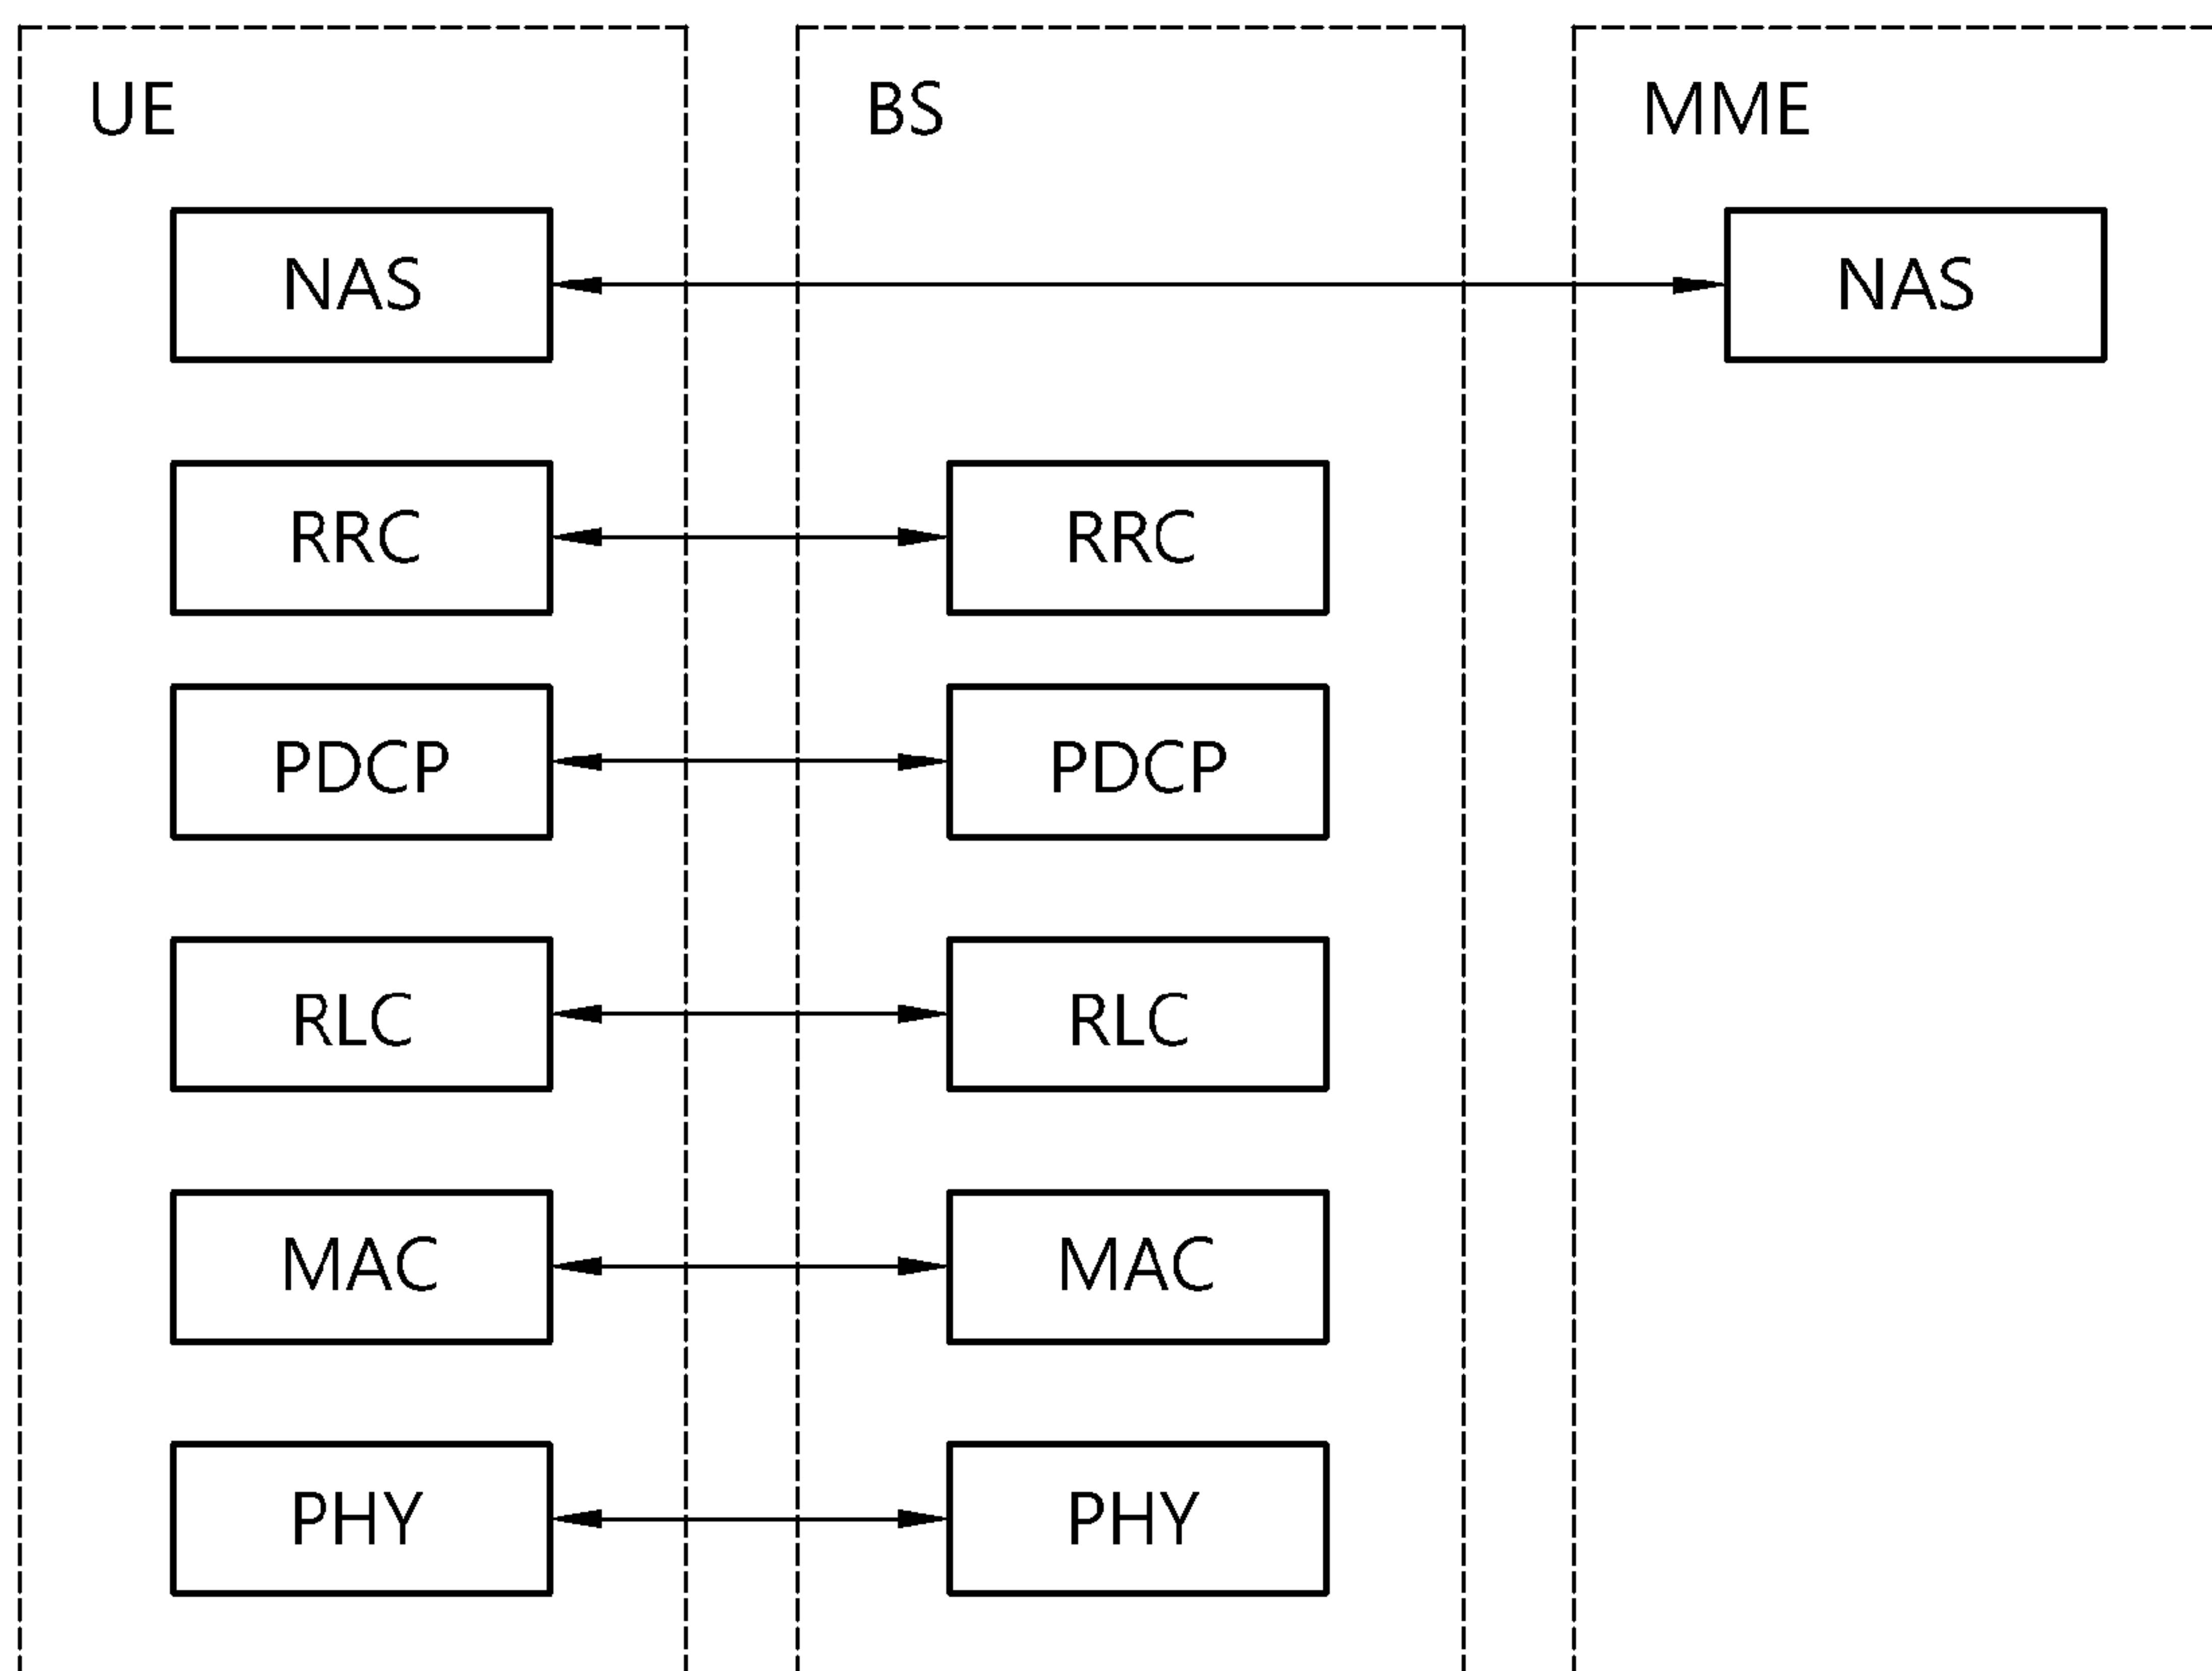 UE BS MME
NAS NAS
RRC RRC
PDCP PDCP
RLC RLC
MAC MAC
PHY PHY